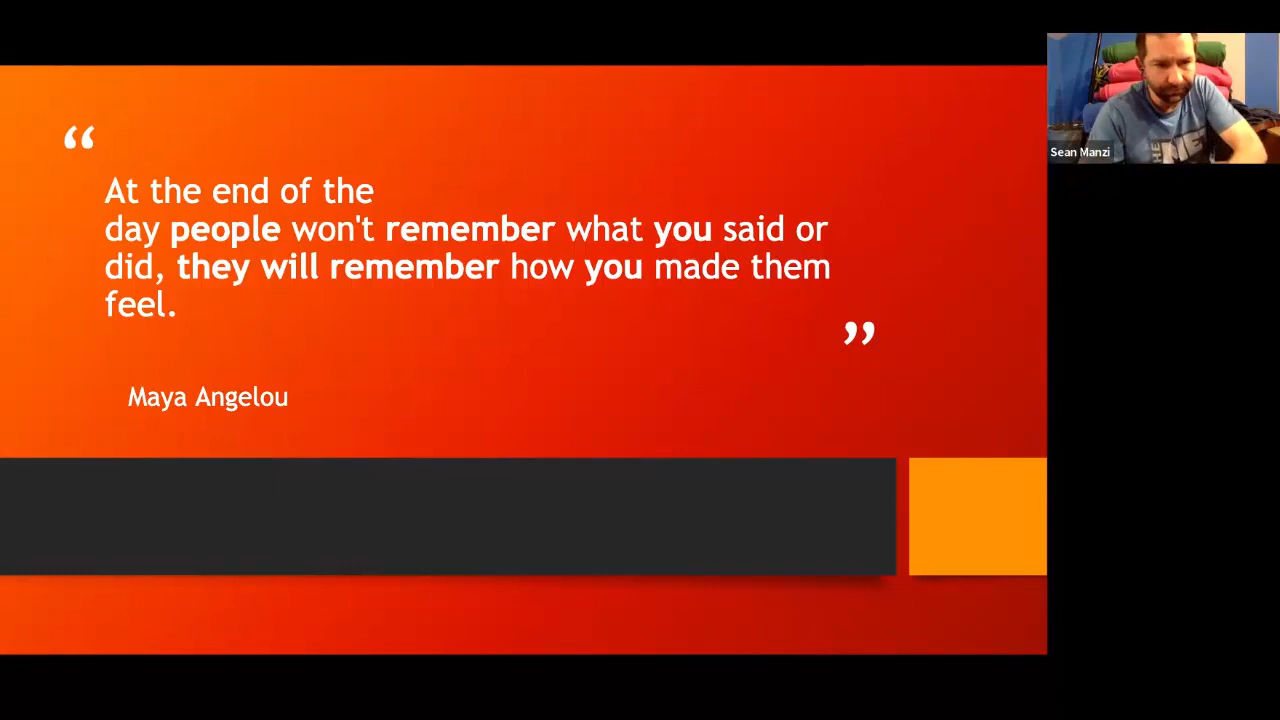 “
At the end of the
day people won't remember what you said or
did, they will remember how you made them
feel.
”
Maya Angelou
Sean Manzi
THE